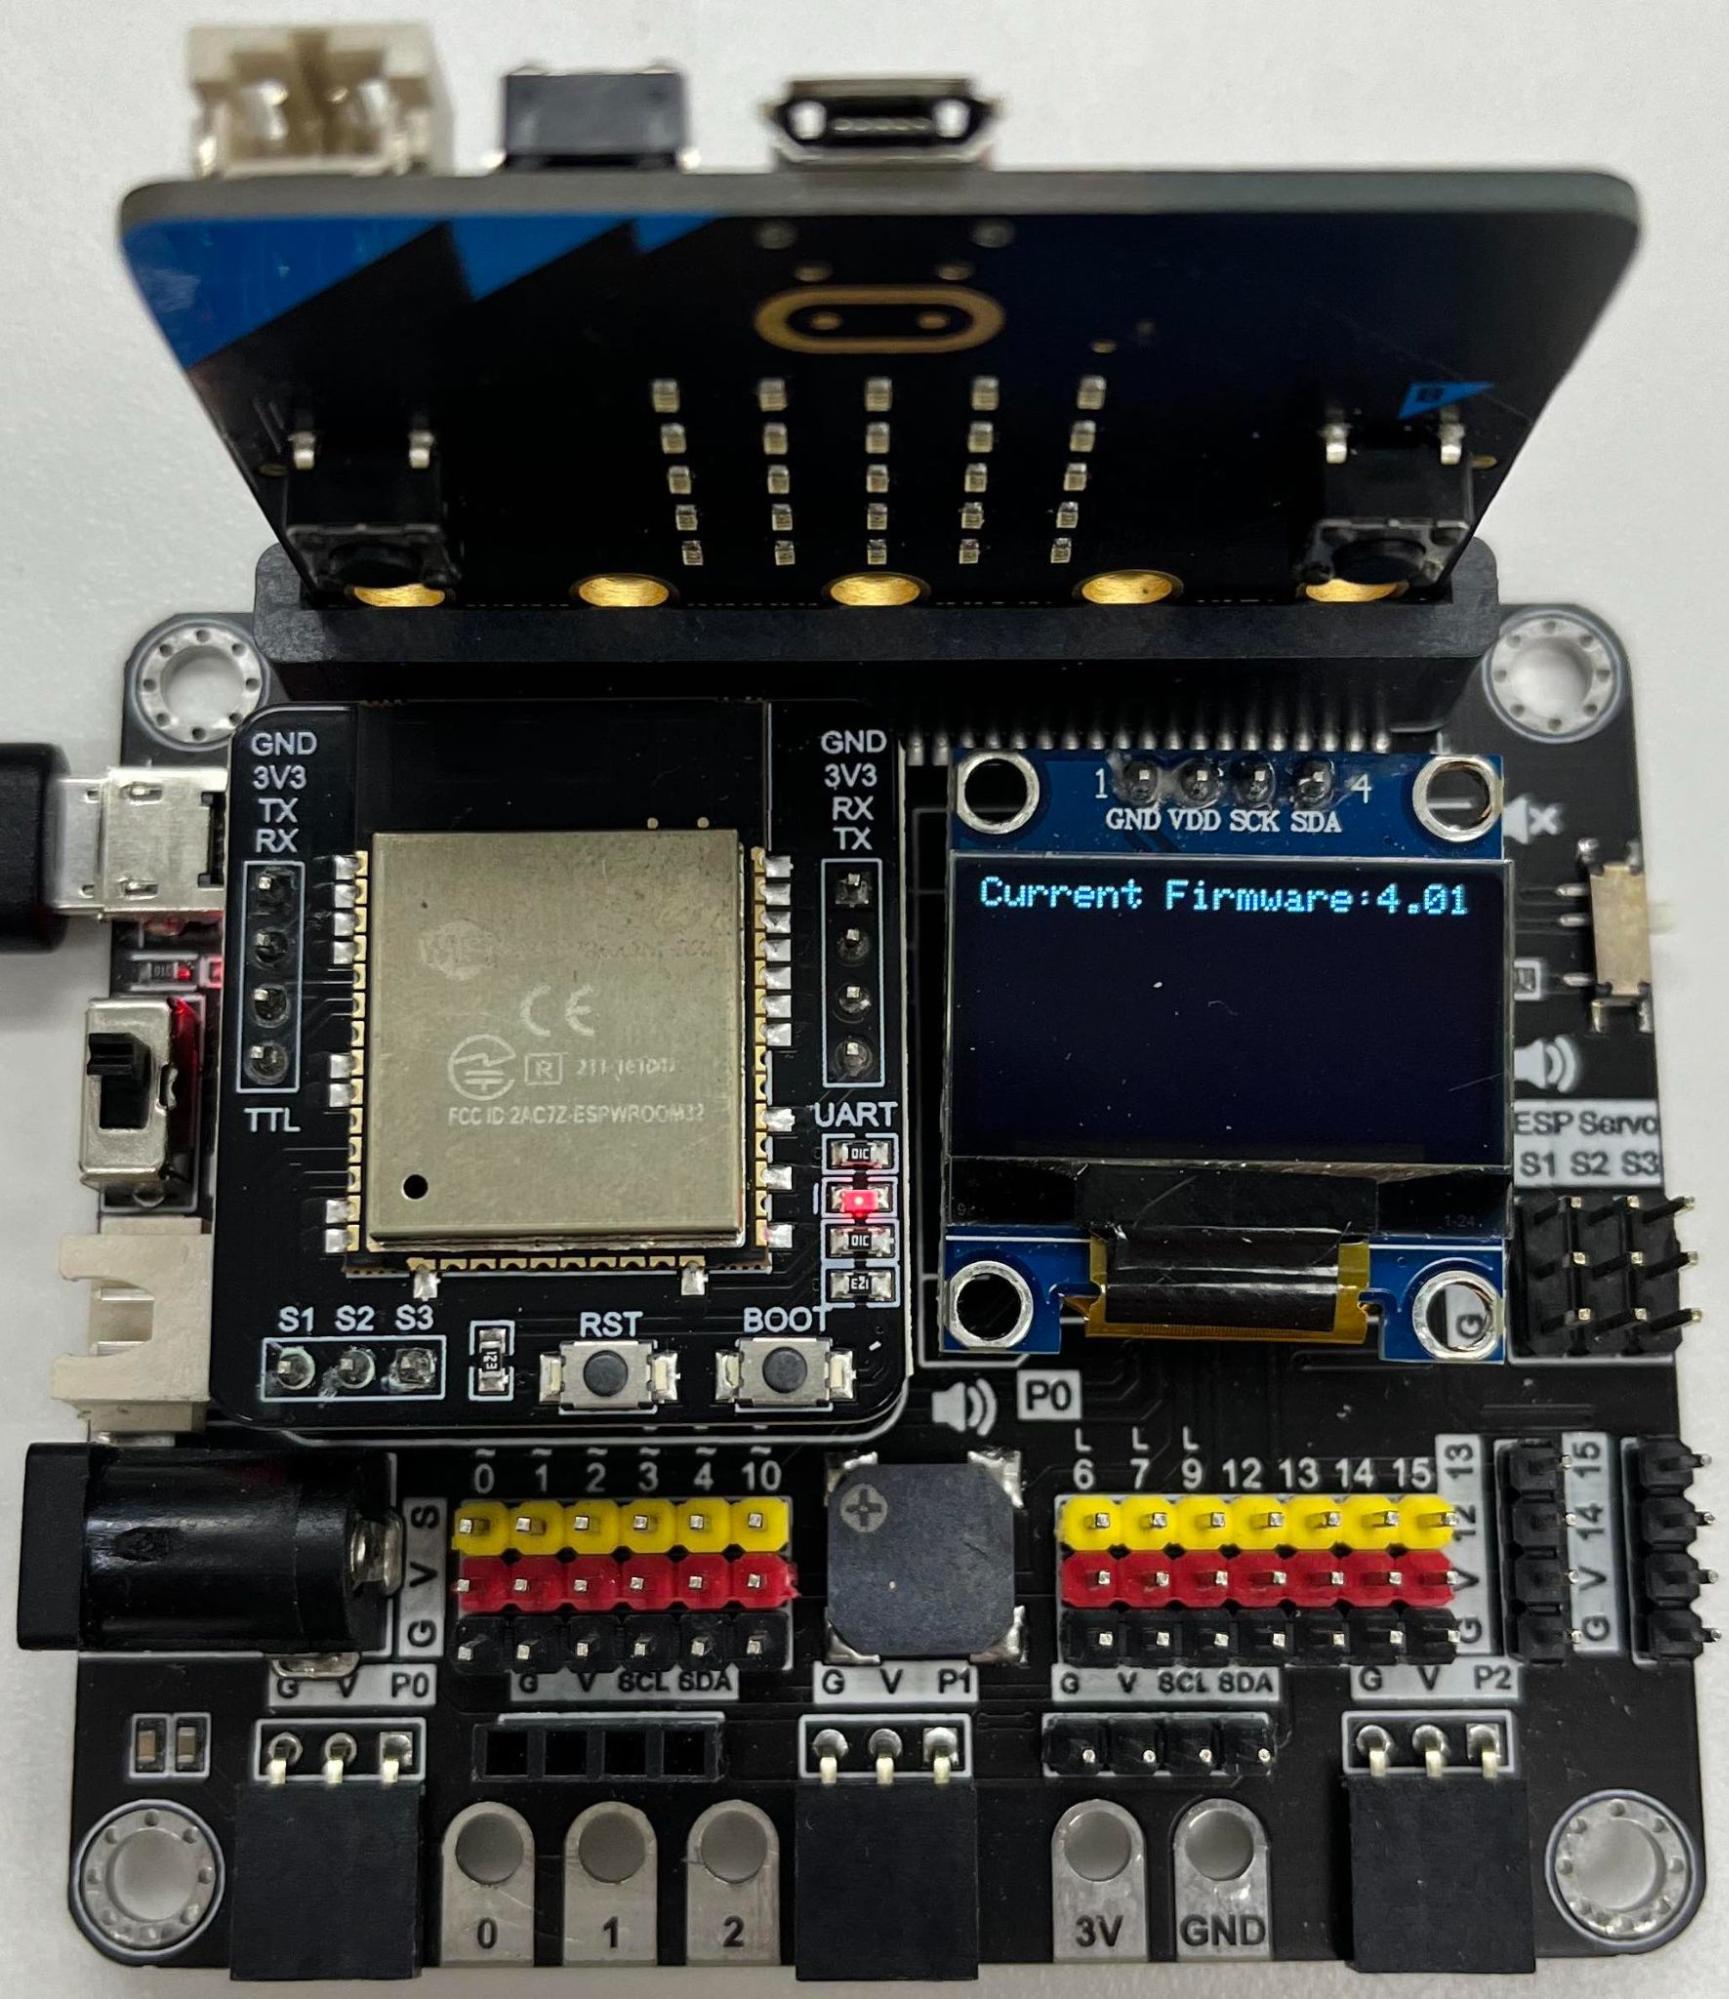 B
GND
3V3
TX
RX
TTL
GND
3V3
RX
TX
UART
CE
R
FCC ID 2AC7Z-ESPWROOM32
S1 S2 S3
RST
BOOT
1 4
GND VDD SCK SDA
Current Firmware:4.01
ESP Servo
S1 S2 S3
G
P0
~ ~ ~ ~ ~ ~
0 1 2 3 4 10
S
V
G
L L L
6 7 9 12 13 14 15
13
12
V
G
15
14
V
G
G V P0
G V SCL SDA
G V P1
G V SCL SDA
G V P2
0 1 2 3V GND